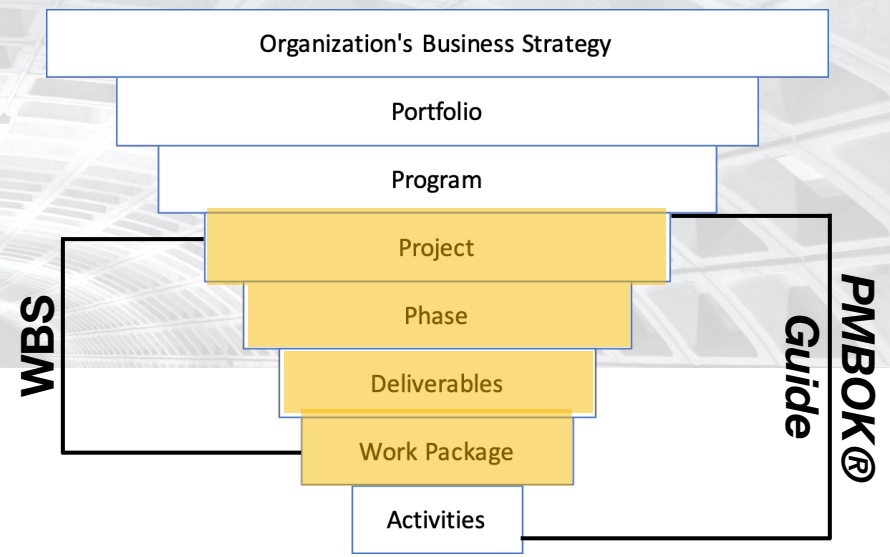 Organization's Business Strategy
Portfolio
Program
Project
Phase
Deliverables
Work Package
Activities
WBS
PMBOK®
Guide